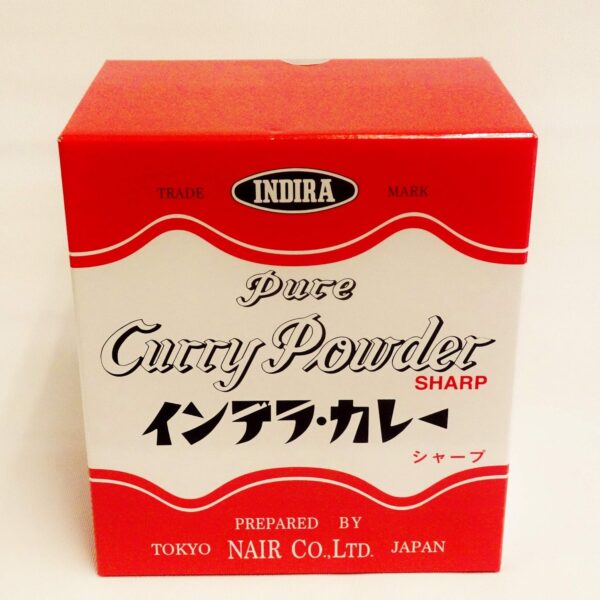 TRADE INDIRA MARK
Pure
Curry Powder
SHARP
インデラ・カレー
シャープ
PREPARED BY
TOKYO NAIR CO.,LTD. JAPAN